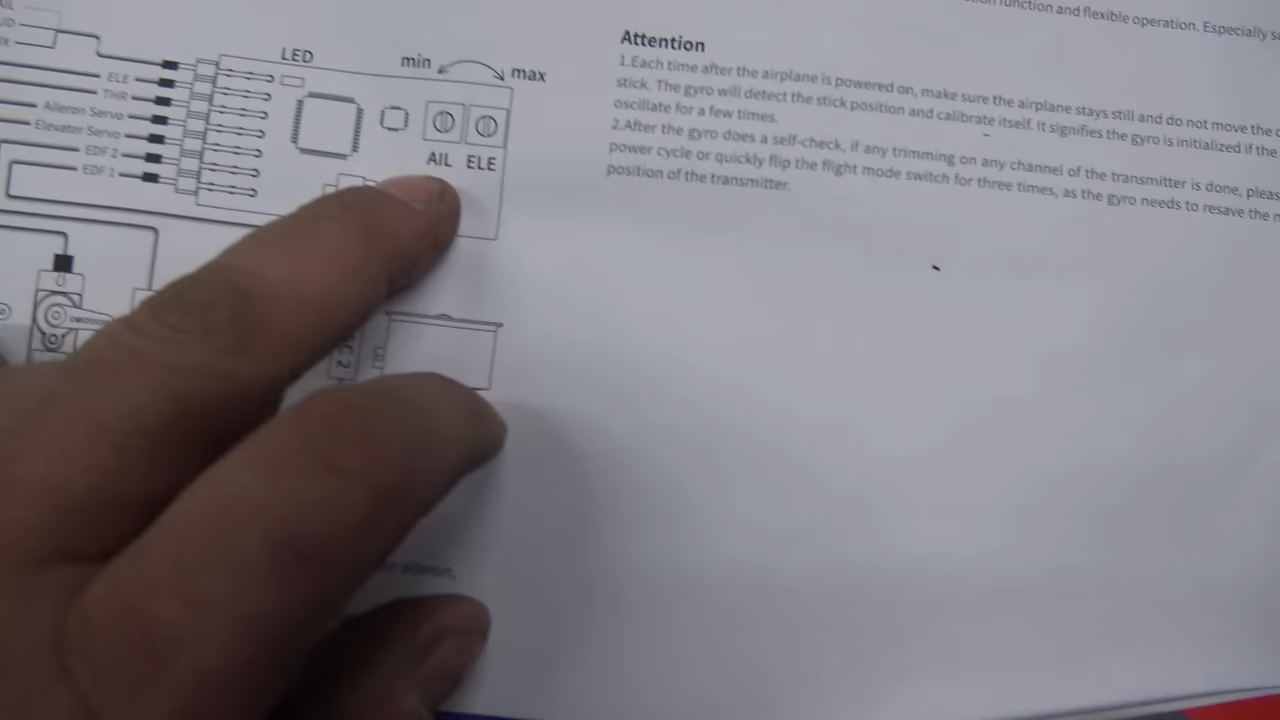 ction function and flexible operation. Especially
Attention
1.Each time after the airplane is powered on, make sure the airplane stays still and do not move the
stick. The gyro will detect the stick position and calibrate itself. It signifies the gyro is initialized if the
oscillate for a few times.
2.After the gyro does a self-check, if any trimming on any channel of the transmitter is done, pleas
power cycle or quickly flip the flight mode switch for three times, as the gyro needs to resave the
position of the transmitter.
LED
min
max
ELE
THR
Aileron Servo
Elevator Servo
EDF 2
EDF 1
AIL ELE
C 2
aileron,